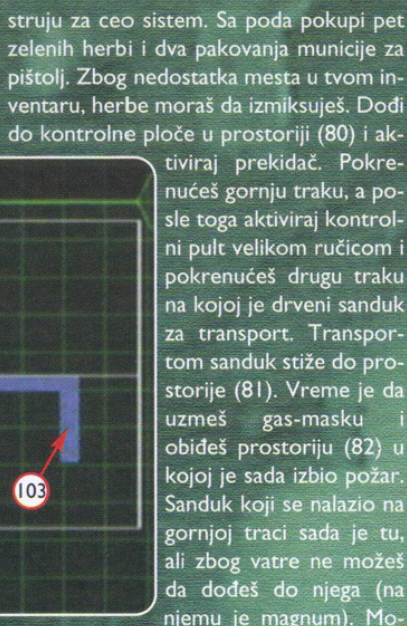 struju za ceo sistem. Sa poda pokupi pet
zelenih herbi i dva pakovanja municije za
pištolj. Zbog nedostatka mesta u tvom in-
ventaru, herbe moraš da izmiksuješ. Dođi
do kontrolne ploče u prostoriji (80) i ak-
tiviraj prekidač. Pokre-
nućeš gornju traku, a po-
sle toga aktiviraj kontrol-
ni pult velikom ručicom i
pokrenućeš drugu traku
na kojoj je drveni sanduk
za transport. Transpor-
tom sanduk stiže do pro-
storije (81). Vreme je da
uzmeš gas-masku i
obiđeš prostoriju (82) u
kojoj je sada izbio požar.
Sanduk koji se nalazio na
gornjoj traci sada je tu,
ali zbog vatre ne možeš
da dođeš do njega (na
njemu je magnum). Mo-
103